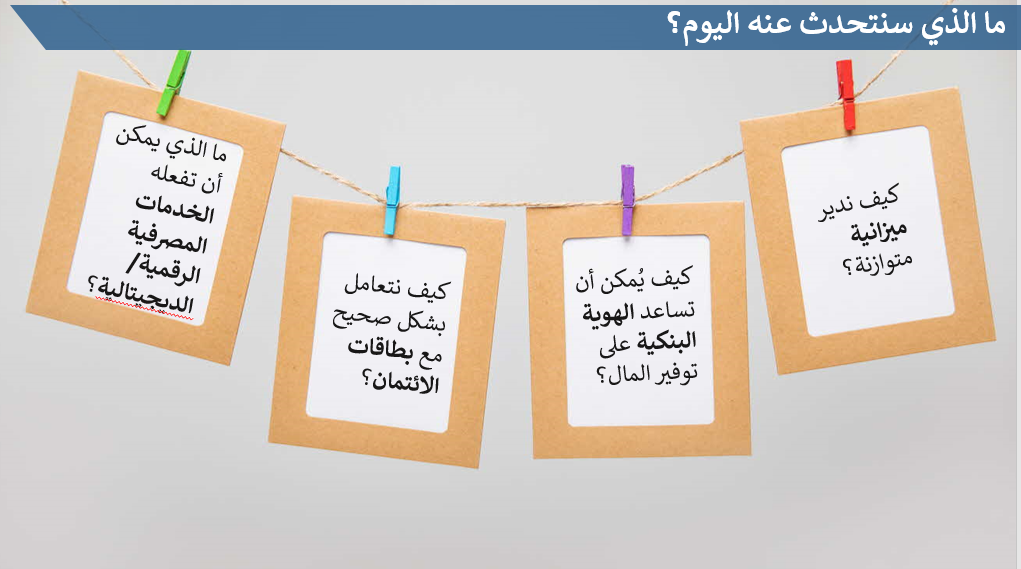 ما الذي سنتحدث عنه اليوم؟
كيف ندير
ميزانية
متوازنة؟
كيف يُمكن أن
تساعد الهوية
البنكية على
توفير المال؟
كيف نتعامل
بشكل صحيح
مع بطاقات
الائتمان؟
ما الذي يمكن
أن تفعله
الخدمات
المصرفية
الرقمية/
الديجيتالية؟